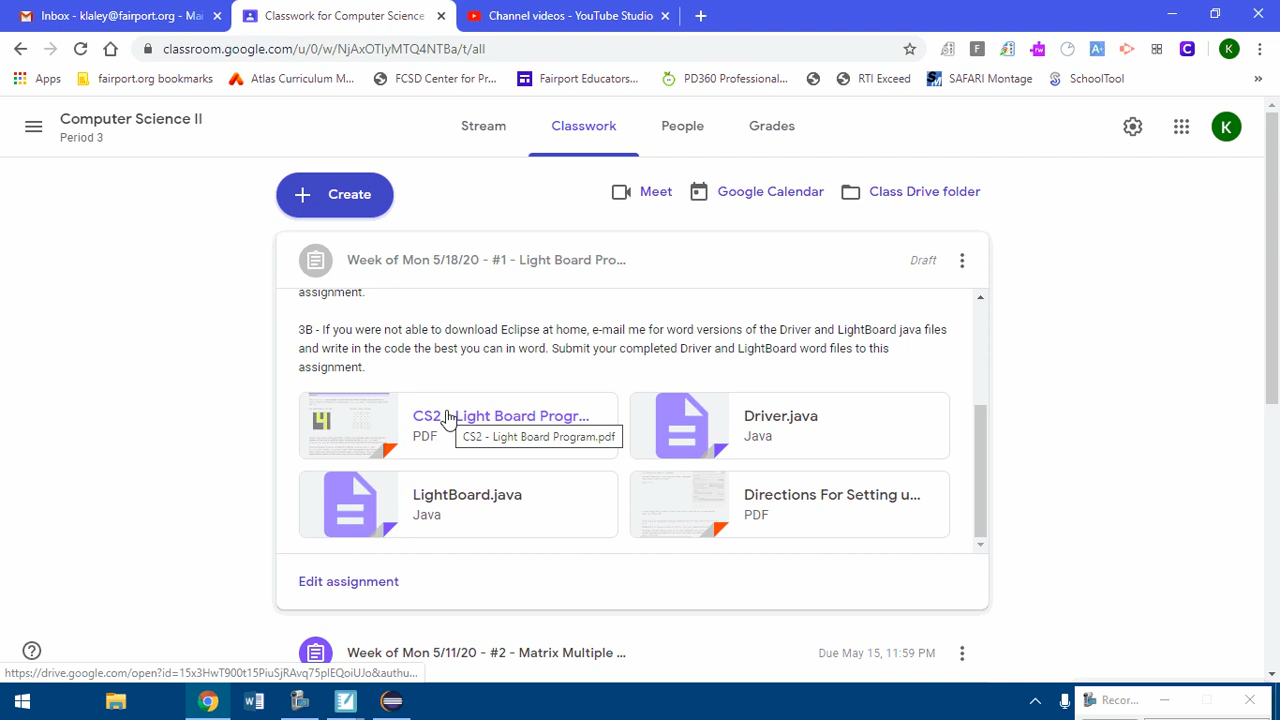 Inbox - klaley@fairport.org - Mai
Classwork for Computer Science
Channel videos - YouTube Studio
classroom.google.com/u/0/w/NjAxOTIyMTQ4NTBa/t/all
K
Apps
fairport.org bookmarks
Atlas Curriculum M...
FCSD Center for Pr...
Fairport Educators...
PD360 Professional...
RTI Exceed
SAFARI Montage
SchoolTool
Computer Science II
Period 3
Stream
Classwork
People
Grades
K
Create
Meet
Google Calendar
Class Drive folder
Week of Mon 5/18/20 - #1 - Light Board Pro...
Draft
assignment.
3B - If you were not able to download Eclipse at home, e-mail me for word versions of the Driver and LightBoard java files
and write in the code the best you can in word. Submit your completed Driver and LightBoard word files to this
assignment.
CS2 - Light Board Progr...
PDF
CS2 - Light Board Program.pdf
Driver.java
Java
LightBoard.java
Java
Directions For Setting u...
PDF
Edit assignment
Week of Mon 5/11/20 - #2 - Matrix Multiple ...
Due May 15, 11:59 PM
https://drive.google.com/open?id=15x3HwT900t15PiuSjRAvq75pIEQoiUJo&authu...
Recor...